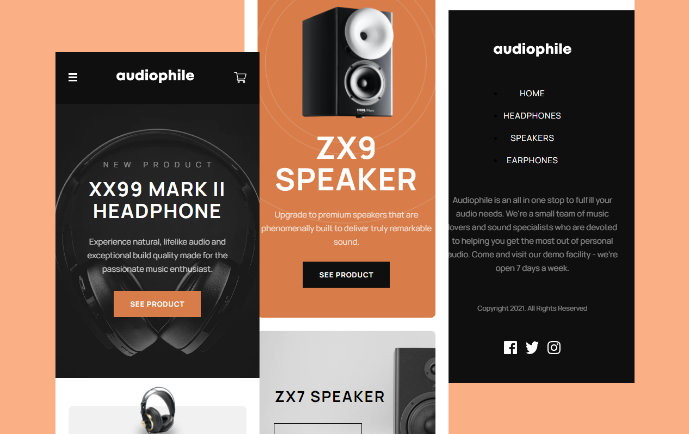 audiophile
NEW PRODUCT
XX99 MARK II
HEADPHONE
Experience natural, lifelike audio and
exceptional build quality made for the
passionate music enthusiast.
SEE PRODUCT
ZX9
SPEAKER
Upgrade to premium speakers that are
phenomenally built to deliver truly remarkable
sound.
SEE PRODUCT
ZX7 SPEAKER
audiophile
HOME
HEADPHONES
SPEAKERS
EARPHONES
Audiophile is an all in one stop to fulfill your
audio needs. We're a small team of music
lovers and sound specialists who are devoted
to helping you get the most out of personal
audio. Come and visit our demo facility - we're
open 7 days a week.
Copyright 2021. All Rights Reserved